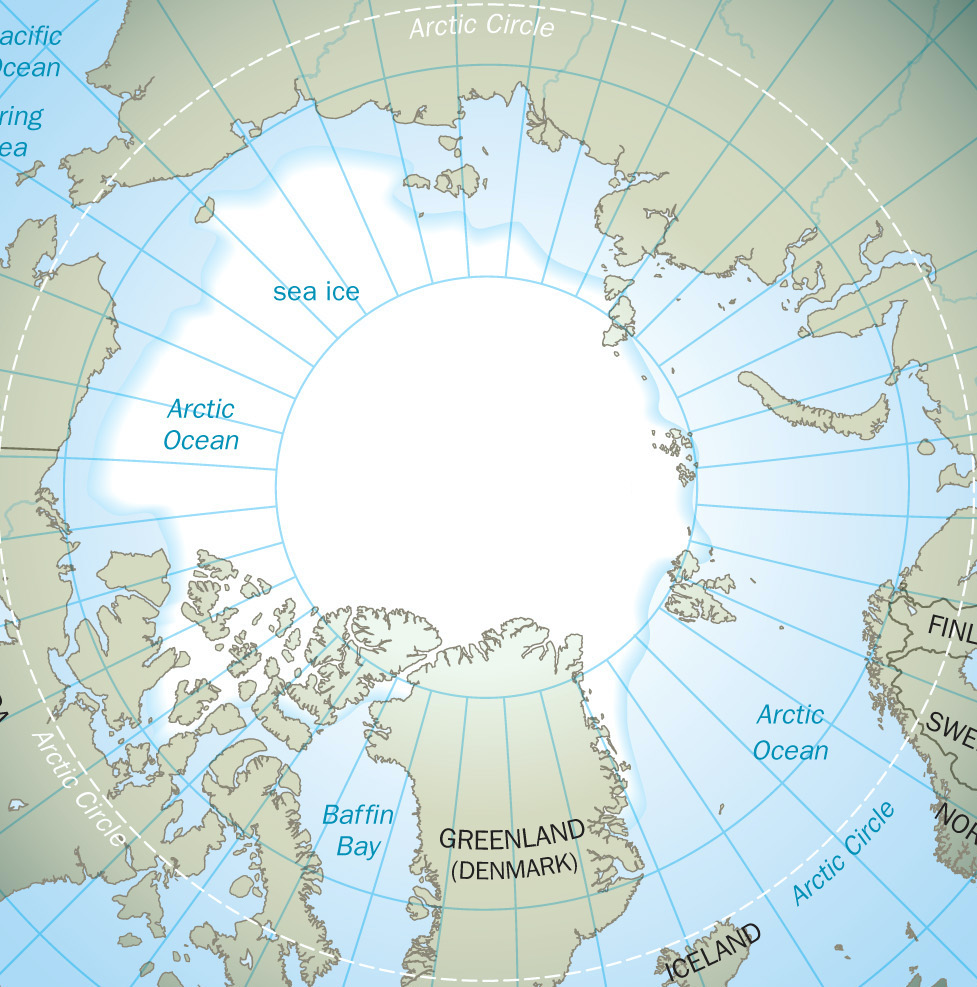 Arctic Circle
acific
Ocean
ring
ea
sea ice
Arctic
Ocean
FINL
SWE
NOR
Arctic
Ocean
Arctic Circle
Arctic Circle
Baffin
Bay
GREENLAND
(DENMARK)
ICELAND